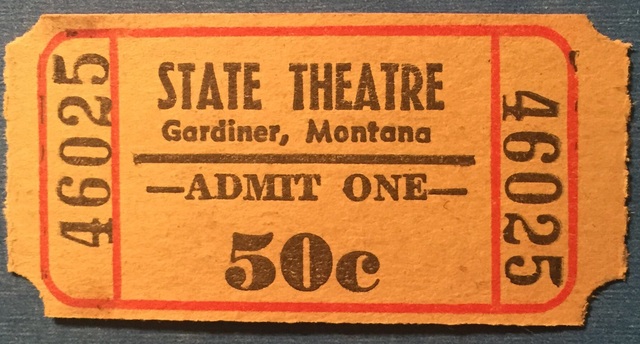 46025
STATE THEATRE
Gardiner, Montana
—ADMIT ONE—
50c
46025